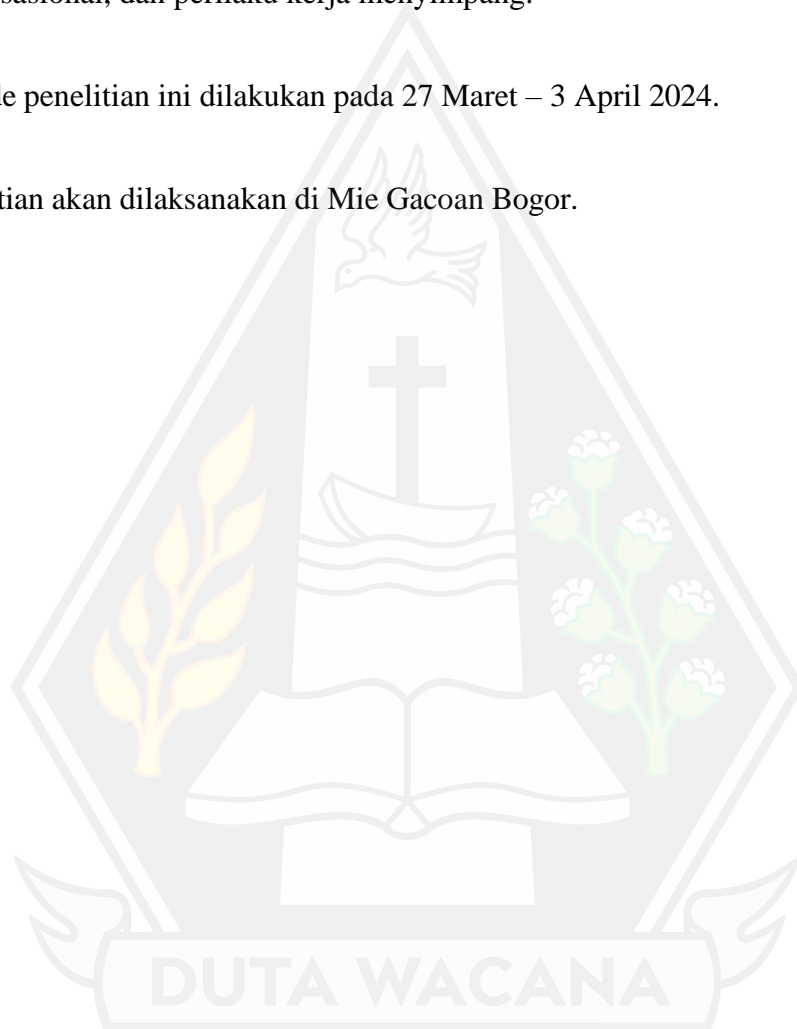 sasional, dan perilaku kerja menyimpang.
de penelitian ini dilakukan pada 27 Maret – 3 April 2024.
tian akan dilaksanakan di Mie Gacoan Bogor.
DUTA WACANA